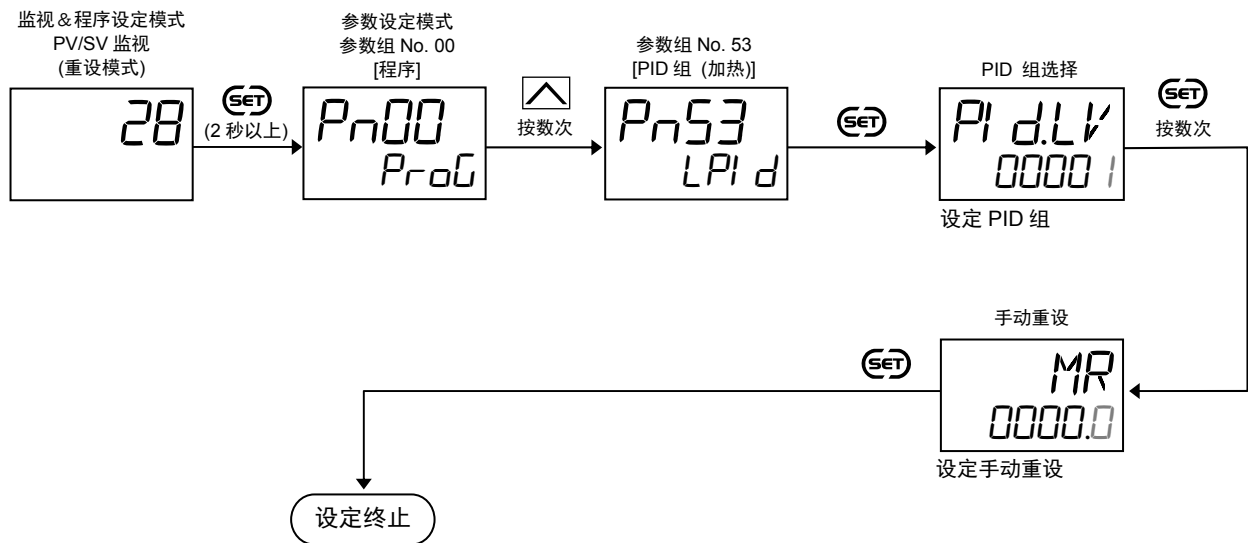 监视&程序设定模式
PV/SV 监视
(重设模式)
28
SET
(2 秒以上)
参数设定模式
参数组 No. 00
[程序]
Pn00
ProG
按数次
参数组 No. 53
[PID 组 (加热)]
Pn53
LPId
SET
PID 组选择
PId.LV
00001
设定 PID 组
SET
按数次
手动重设
MR
0000.0
设定手动重设
SET
设定终止